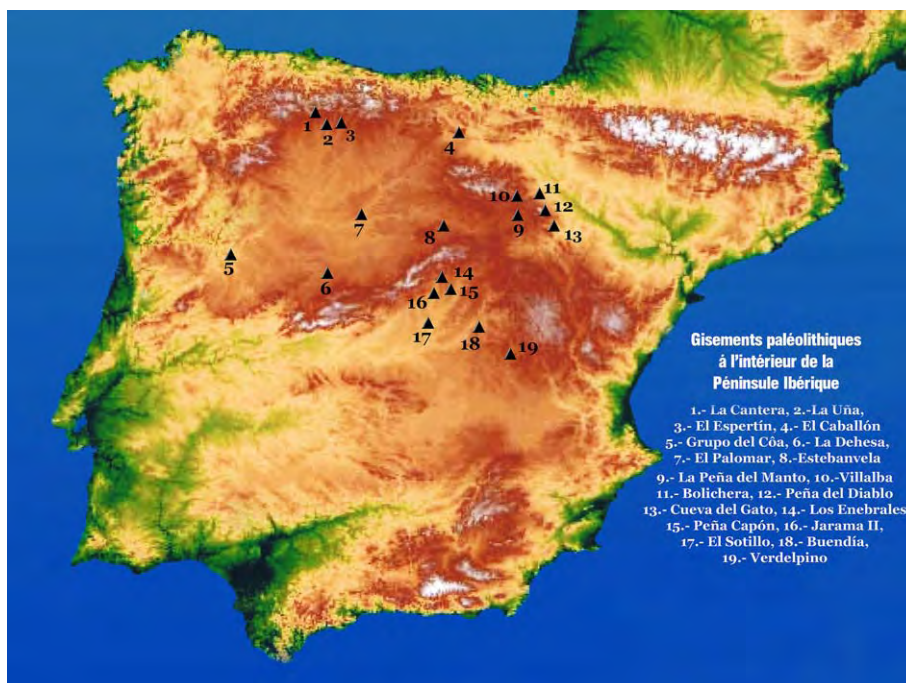 1
2
3
4
11
10
12
9
13
7
8
5
6
14
15
16
17
18
19
Gisements paléolithiques
á l'intérieur de la
Péninsule Ibérique
1.- La Cantera, 2.-La Uña,
3.- El Espertín, 4.- El Caballón
5.- Grupo del Côa, 6.- La Dehesa,
7.- El Palomar, 8.-Estebanvela
9.- La Peña del Manto, 10.-Villalba
11.- Bolichera, 12.- Peña del Diablo
13.- Cueva del Gato, 14.- Los Enebrales
15.- Peña Capón, 16.- Jarama II,
17.- El Sotillo, 18.- Buendía,
19.- Verdelpino